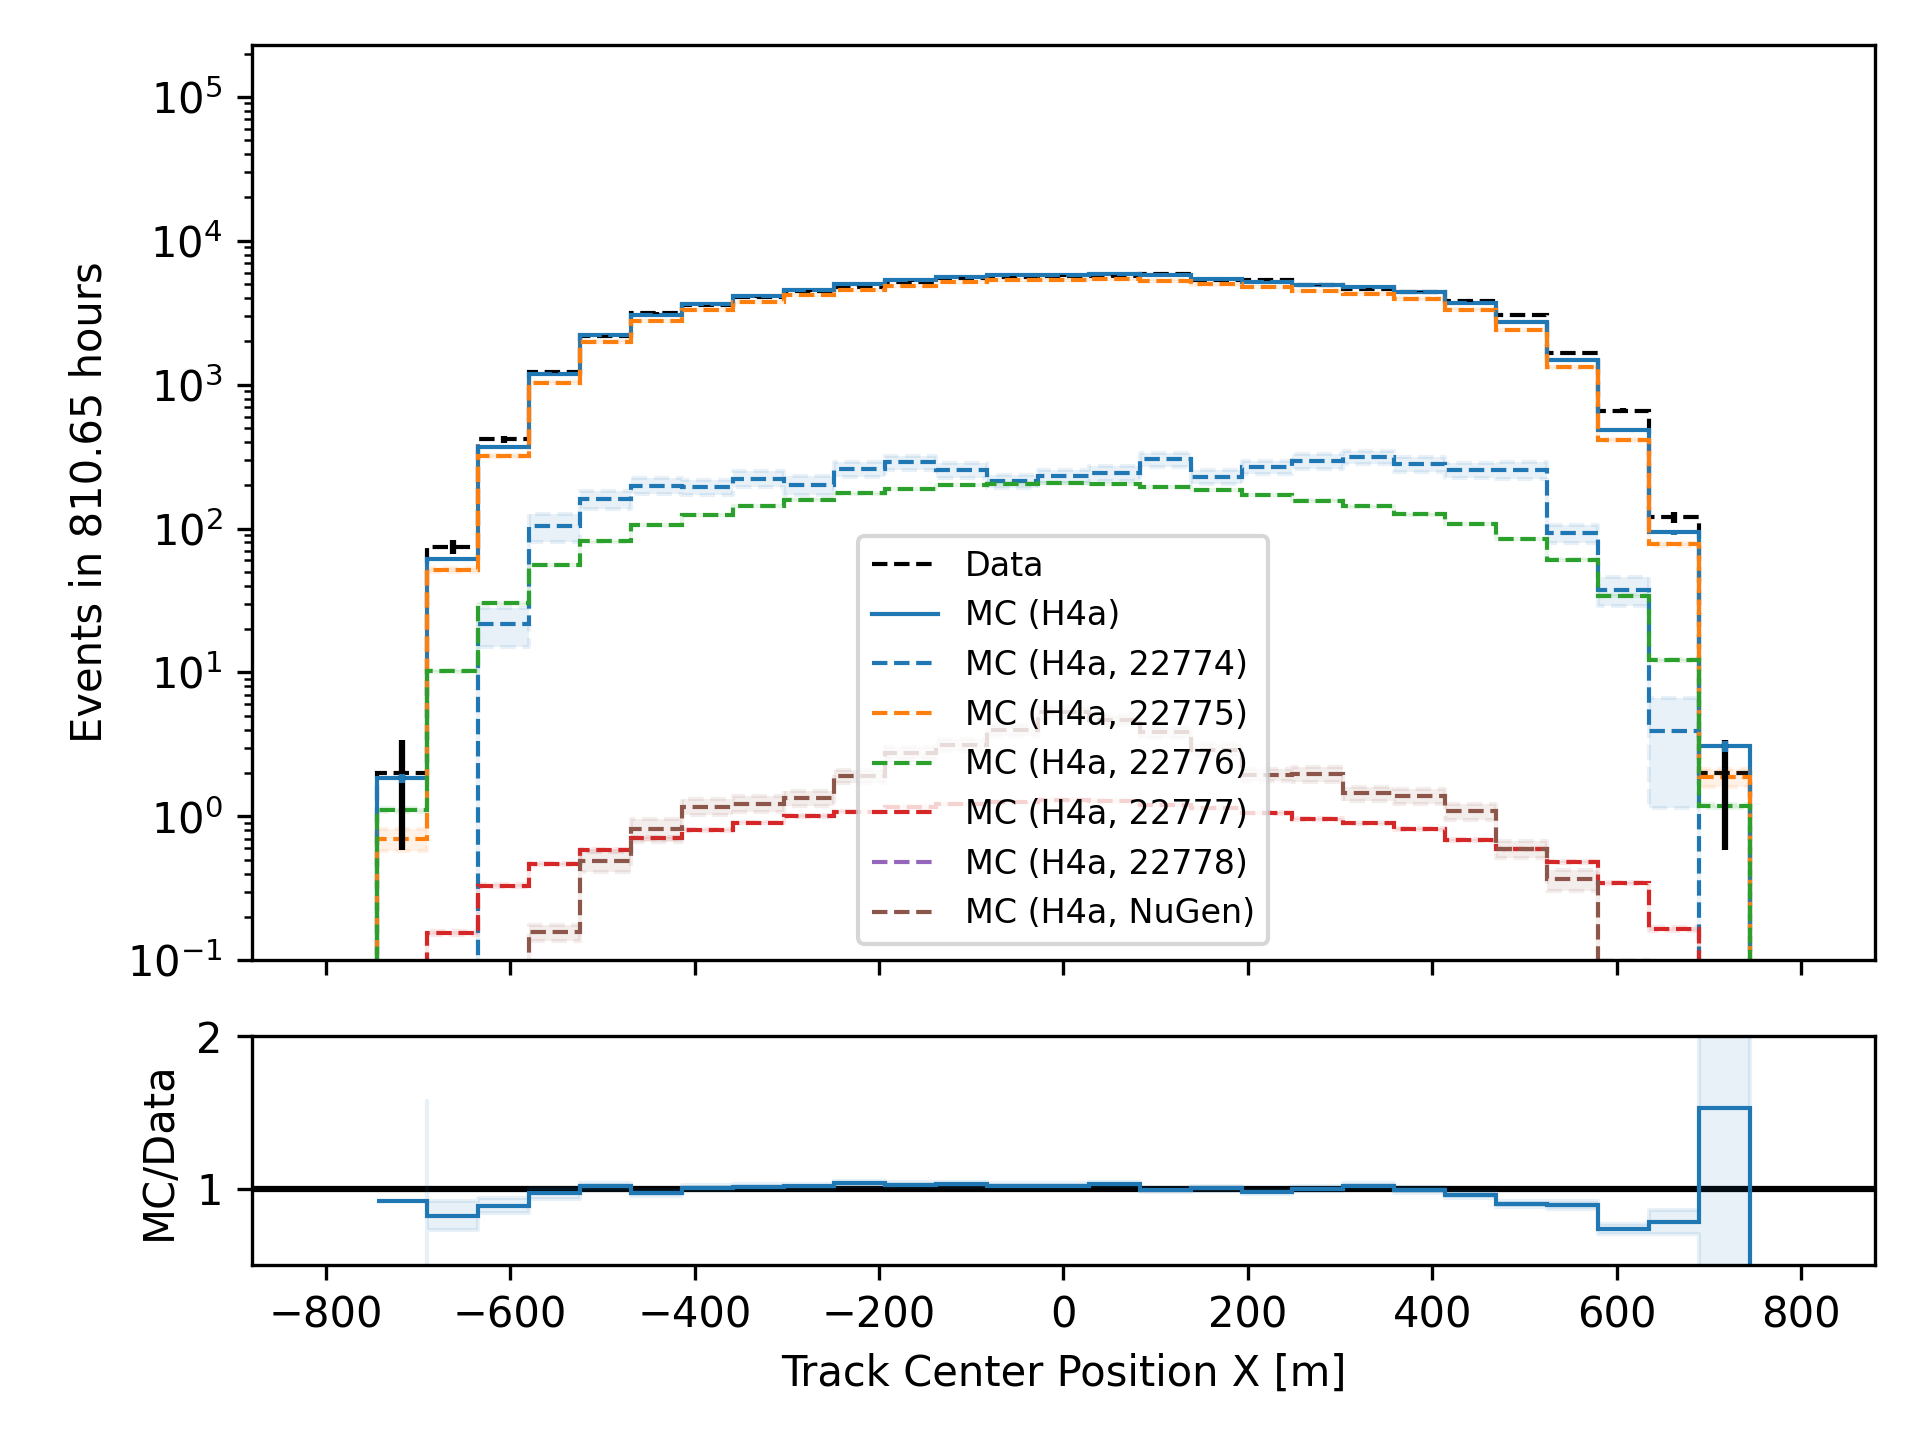 Events in 810.65 hours
10^5
10^4
10^3
10^2
10^1
10^0
10^−1
Data
MC (H4a)
MC (H4a, 22774)
MC (H4a, 22775)
MC (H4a, 22776)
MC (H4a, 22777)
MC (H4a, 22778)
MC (H4a, NuGen)
MC/Data
2
1
−800 −600 −400 −200 0 200 400 600 800
Track Center Position X [m]